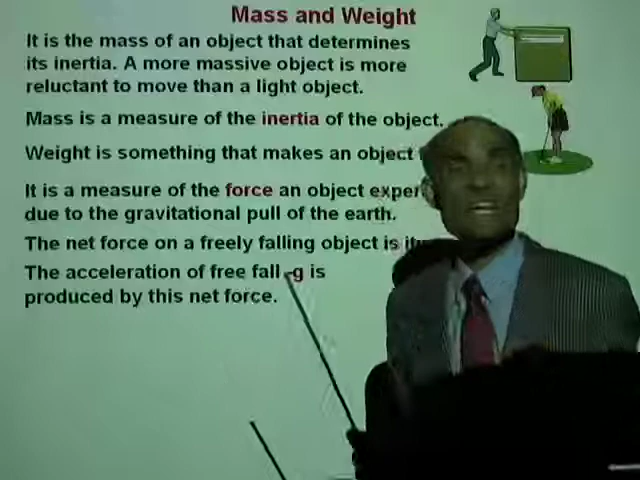 Mass and Weight
It is the mass of an object that determines
its inertia. A more massive object is more
reluctant to move than a light object.
Mass is a measure of the inertia of the object.
Weight is something that makes an object
It is a measure of the force an object
due to the gravitational pull of the earth.
The net force on a freely falling object is
The acceleration of free fall -g is
produced by this net force.